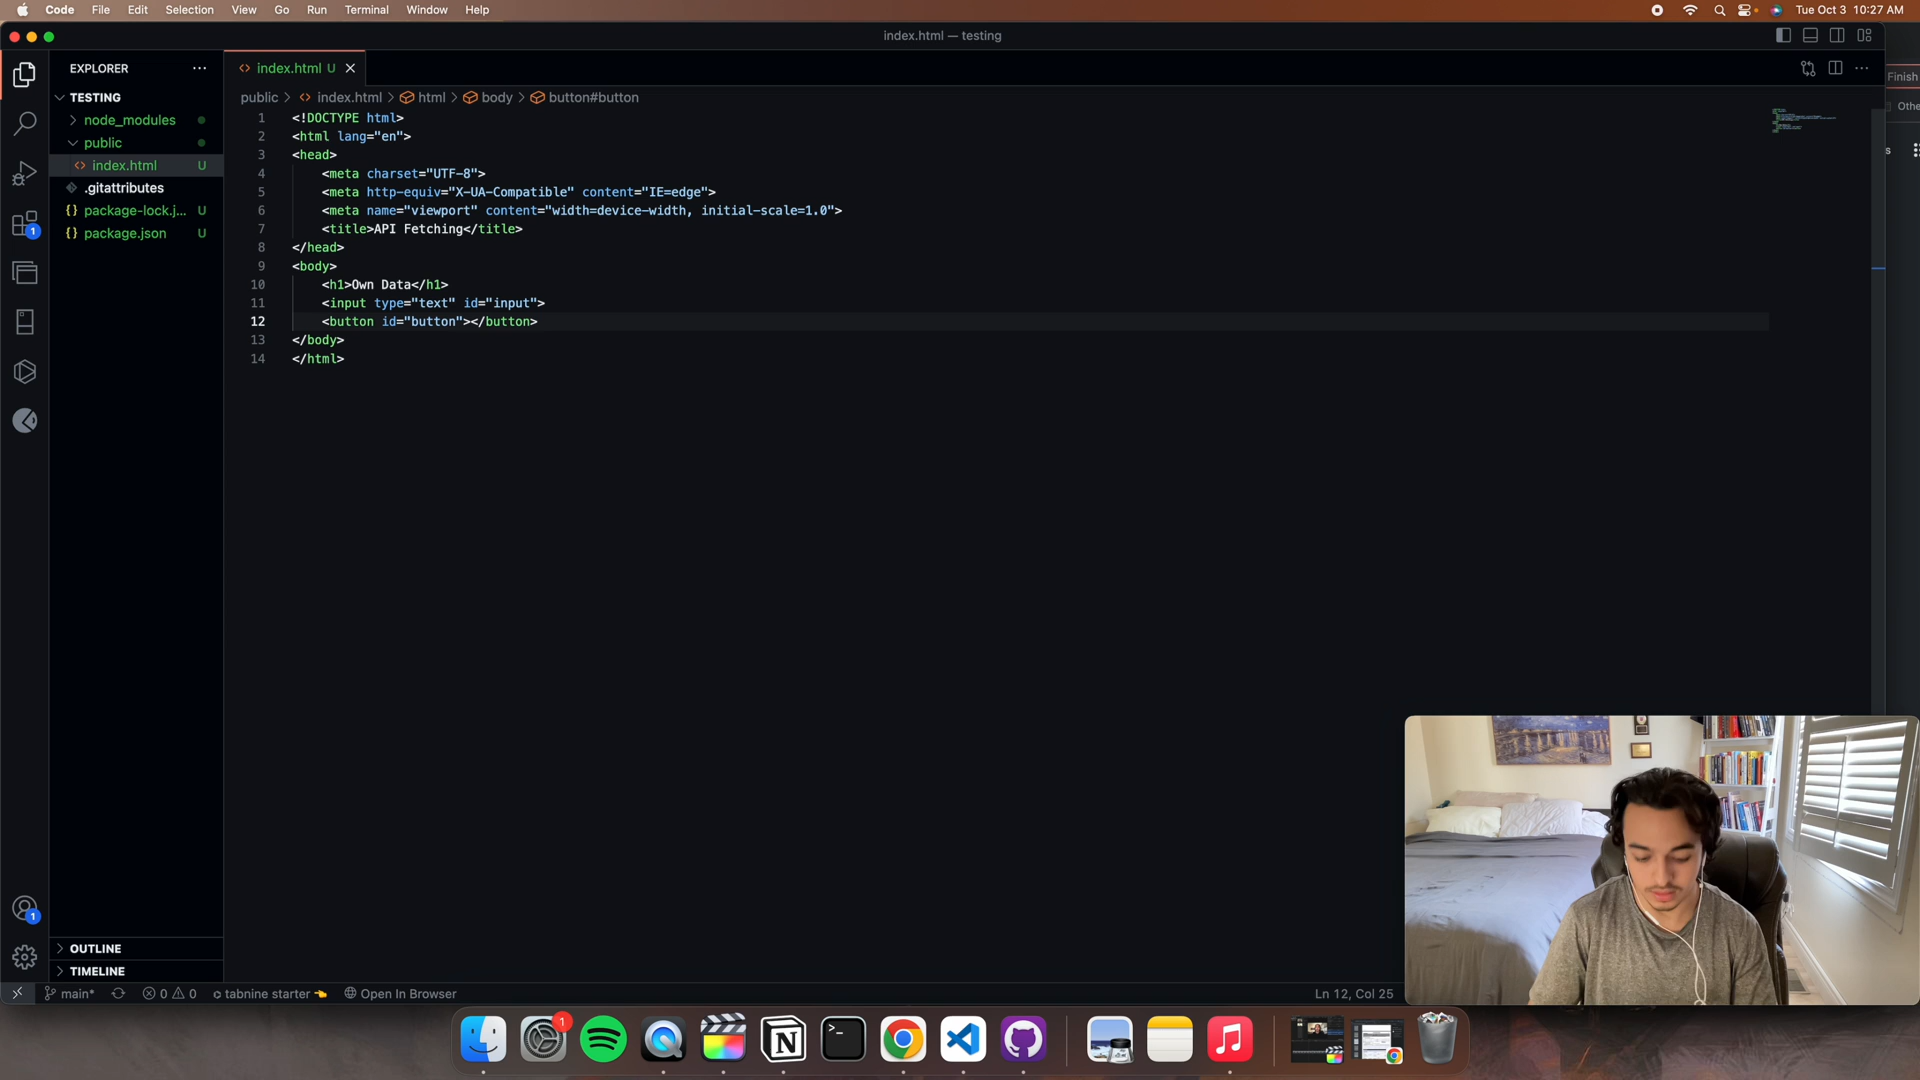 Code File Edit Selection View Go Run Terminal Window Help Tue Oct 3 10:27 AM
index.html — testing
EXPLORER
index.html U
Finish
TESTING
public > index.html > html > body > button#button
Othe
node_modules
public
index.html U
.gitattributes
package-lock.j... U
package.json U
s
1 <!DOCTYPE html>
2 <html lang="en">
3 <head>
4 <meta charset="UTF-8">
5 <meta http-equiv="X-UA-Compatible" content="IE=edge">
6 <meta name="viewport" content="width=device-width, initial-scale=1.0">
7 <title>API Fetching</title>
8 </head>
9 <body>
10 <h1>Own Data</h1>
11 <input type="text" id="input">
12 <button id="button"></button>
13 </body>
14 </html>
1
1
OUTLINE
TIMELINE
main* 0 0 tabnine starter Open In Browser Ln 12, Col 25
1